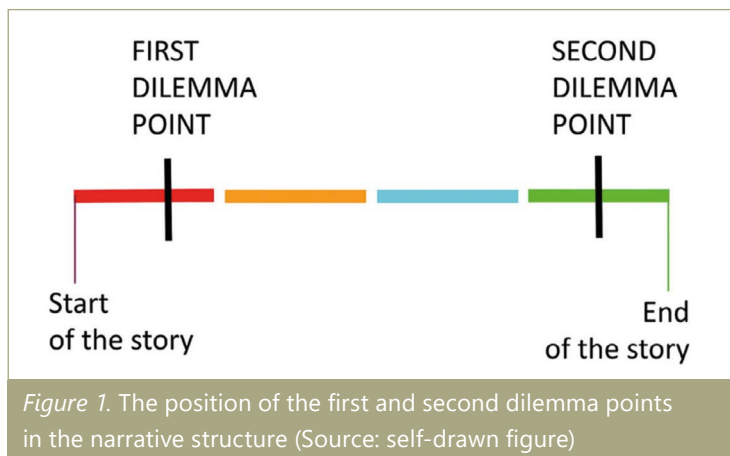 FIRST
DILEMMA
POINT
SECOND
DILEMMA
POINT
Start
of the story
End
of the story
Figure 1. The position of the first and second dilemma points
in the narrative structure (Source: self-drawn figure)